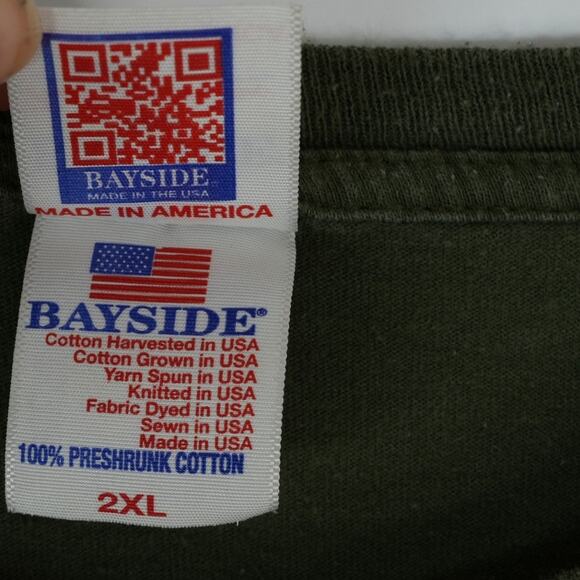 BAYSIDE
MADE IN THE USA
MADE IN AMERICA
BAYSIDE®
Cotton Harvested in USA
Cotton Grown in USA
Yarn Spun in USA
Knitted in USA
Fabric Dyed in USA
Sewn in USA
Made in USA
100% PRESHRUNK COTTON
2XL